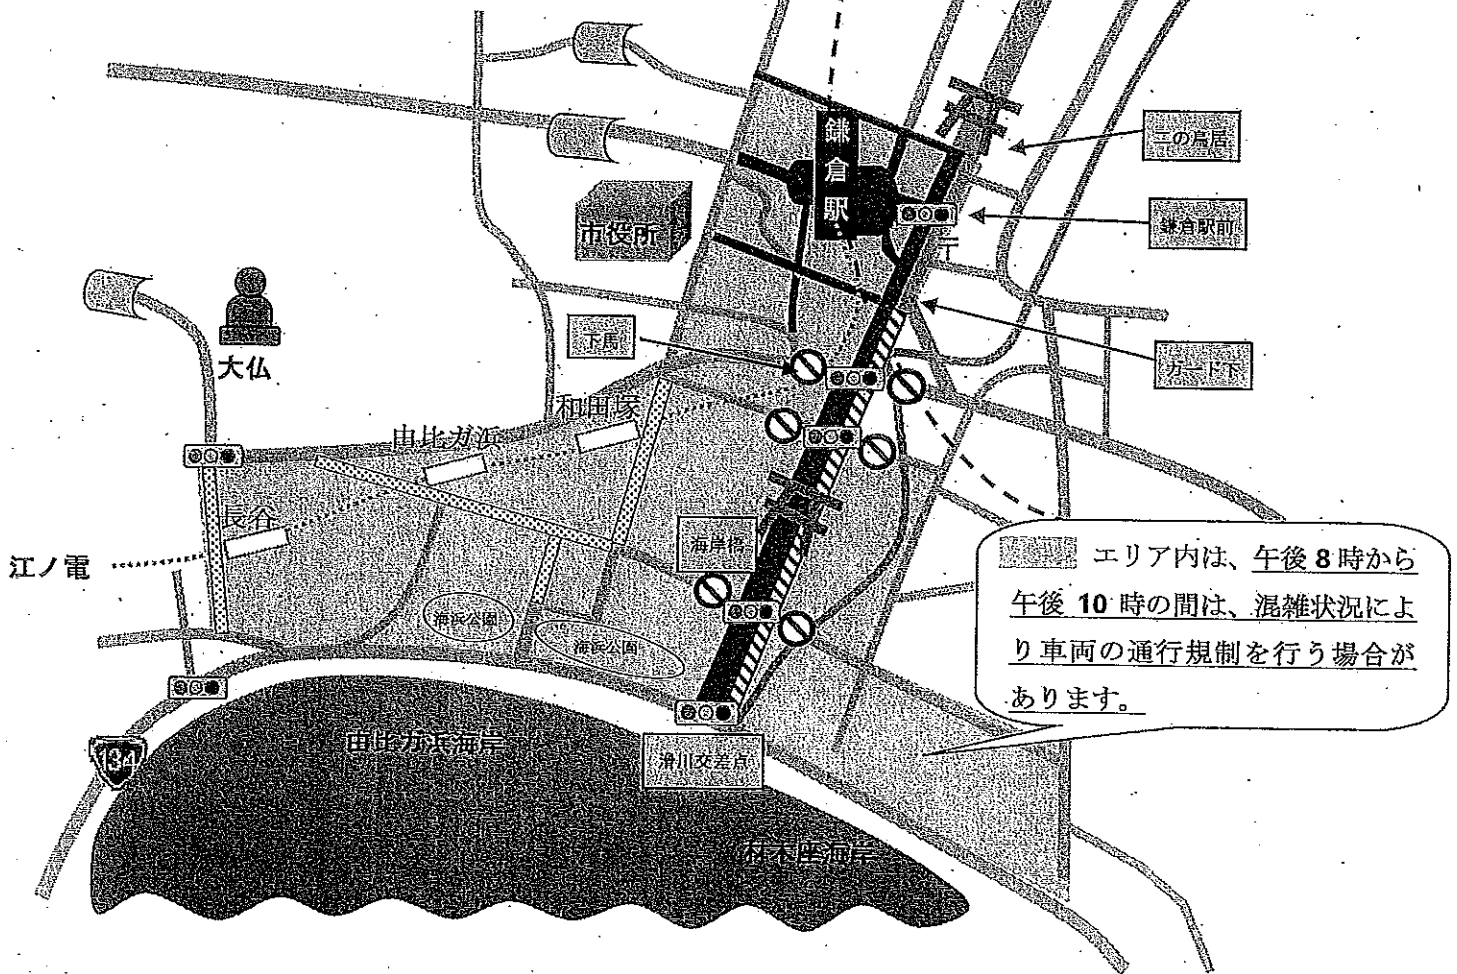 鎌倉駅
二の鳥居
鎌倉駅前
〒
市役所
大仏
下馬
ガード下
和田塚
由比ガ浜
長谷
江ノ電
海岸橋
海浜公園
海浜公園
エリア内は、午後8時から
午後10時の間は、混雑状況によ
り車両の通行規制を行う場合が
あります。
134
由比ガ浜海岸
滑川交差点
材木座海岸